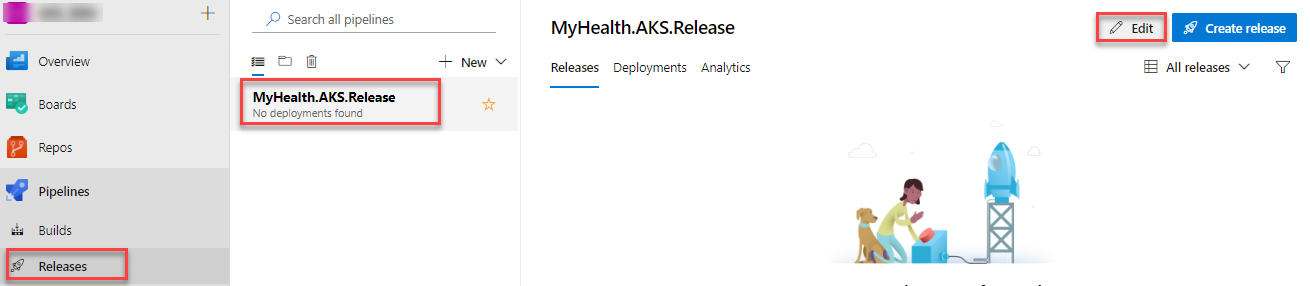 Overview
Boards
Repos
Pipelines
Builds
Releases
Search all pipelines
New
MyHealth.AKS.Release
No deployments found
MyHealth.AKS.Release
Edit
Create release
Releases
Deployments
Analytics
All releases